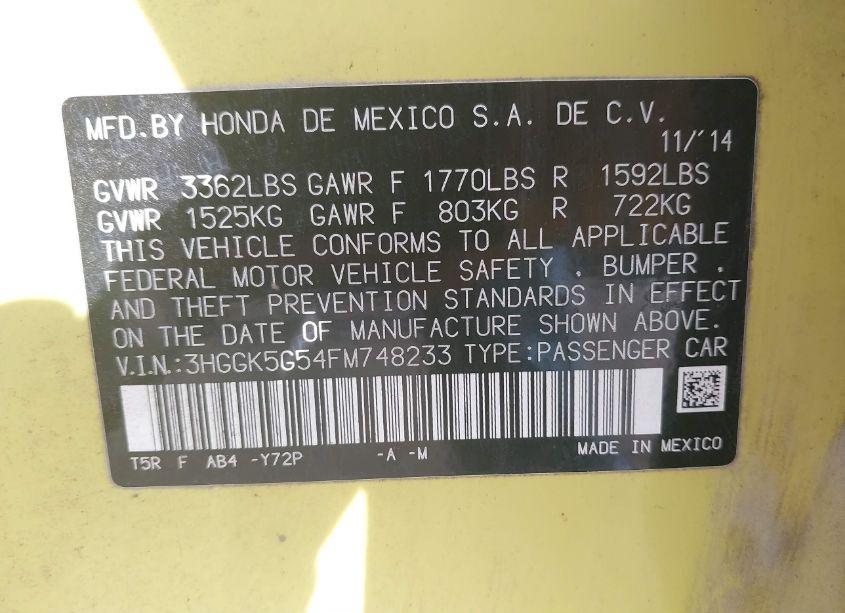 MFD.BY HONDA DE MEXICO S.A. DE C.V.
11/'14
GVWR 3362LBS GAWR F 1770LBS R 1592LBS
GVWR 1525KG GAWR F 803KG R 722KG
THIS VEHICLE CONFORMS TO ALL APPLICABLE
FEDERAL MOTOR VEHICLE SAFETY , BUMPER ,
AND THEFT PREVENTION STANDARDS IN EFFECT
ON THE DATE OF MANUFACTURE SHOWN ABOVE.
V.I.N.:3HGGK5G54FM748233 TYPE:PASSENGER CAR
T5R F AB4 -Y72P -A -M MADE IN MEXICO